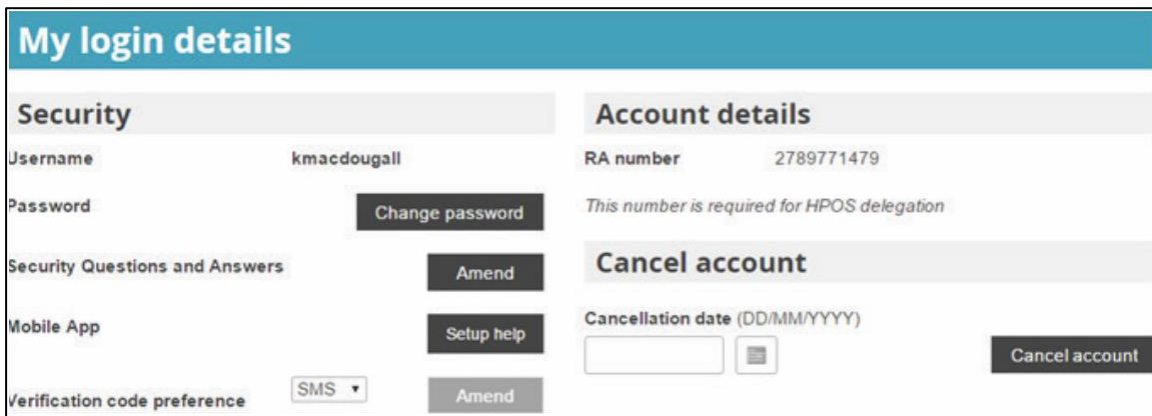 My login details
Security
Username kmacdougall
Password Change password
Security Questions and Answers Amend
Mobile App Setup help
Verification code preference SMS Amend
Account details
RA number 2789771479
This number is required for HPOS delegation
Cancel account
Cancellation date (DD/MM/YYYY)
Cancel account